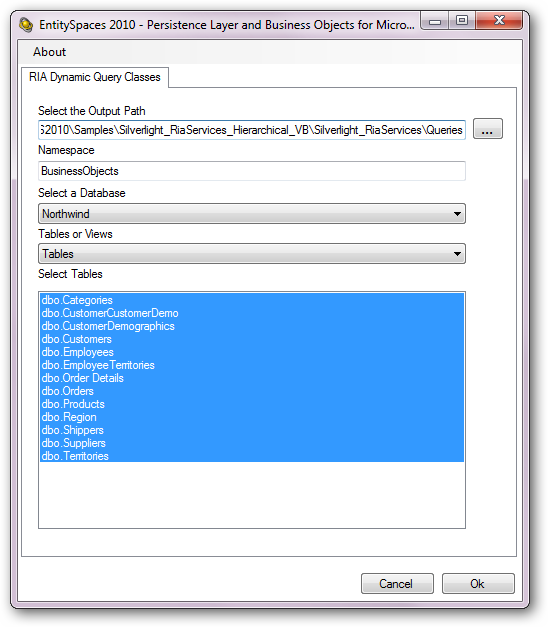 EntitySpaces 2010 - Persistence Layer and Business Objects for Micro...
About
RIA Dynamic Query Classes
Select the Output Path
S2010\Samples\Silverlight_RiaServices_Hierarchical_VB\Silverlight_RiaServices\Queries
...
Namespace
BusinessObjects
Select a Database
Northwind
Tables or Views
Tables
Select Tables
dbo.Categories
dbo.CustomerCustomerDemo
dbo.CustomerDemographics
dbo.Customers
dbo.Employees
dbo.EmployeeTerritories
dbo.Order Details
dbo.Orders
dbo.Products
dbo.Region
dbo.Shippers
dbo.Suppliers
dbo.Territories
Cancel
Ok